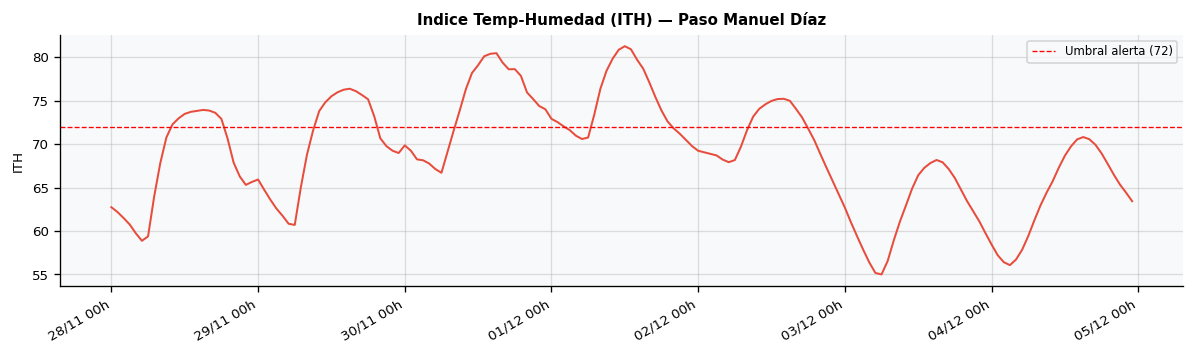 Indice Temp-Humedad (ITH) — Paso Manuel Díaz
Umbral alerta (72)
ITH
80
75
70
65
60
55
28/11 00h
29/11 00h
30/11 00h
01/12 00h
02/12 00h
03/12 00h
04/12 00h
05/12 00h